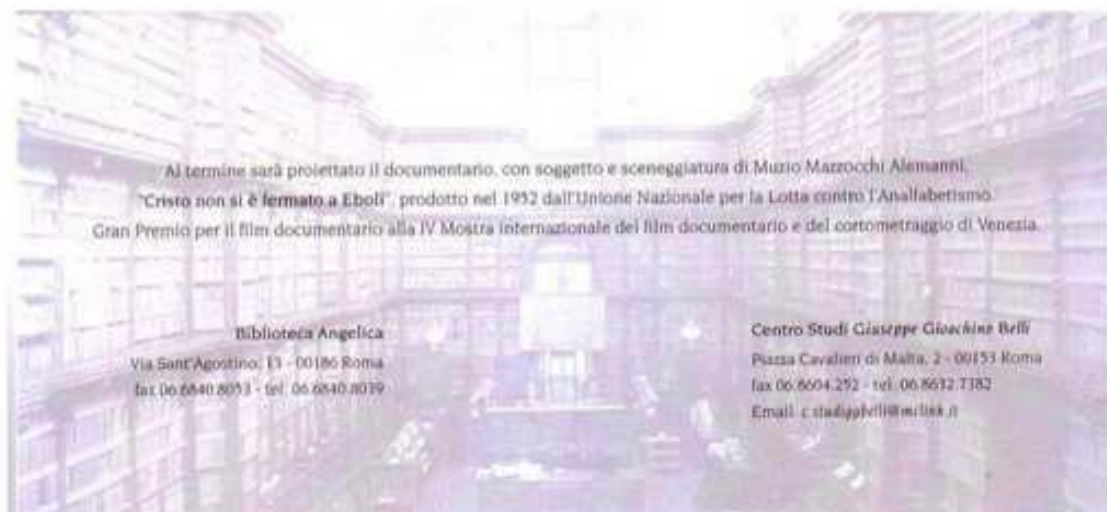 Al termine sarà proiettato il documentario, con soggetto e sceneggiatura di Muzio Mazzocchi Alemanni,
"Cristo non si è fermato a Eboli", prodotto nel 1952 dall'Unione Nazionale per la Lotta contro l'Analfabetismo.
Gran Premio per il film documentario alla IV Mostra internazionale del film documentario e del cortometraggio di Venezia.
Biblioteca Angelica
Via Sant'Agostino, 13 - 00186 Roma
fax 06.6840.8053 - tel. 06.6840.8039
Centro Studi Giuseppe Gioachino Belli
Piazza Cavalieri di Malta, 2 - 00153 Roma
fax 06.8604.252 - tel. 06.8632.7382
Email: